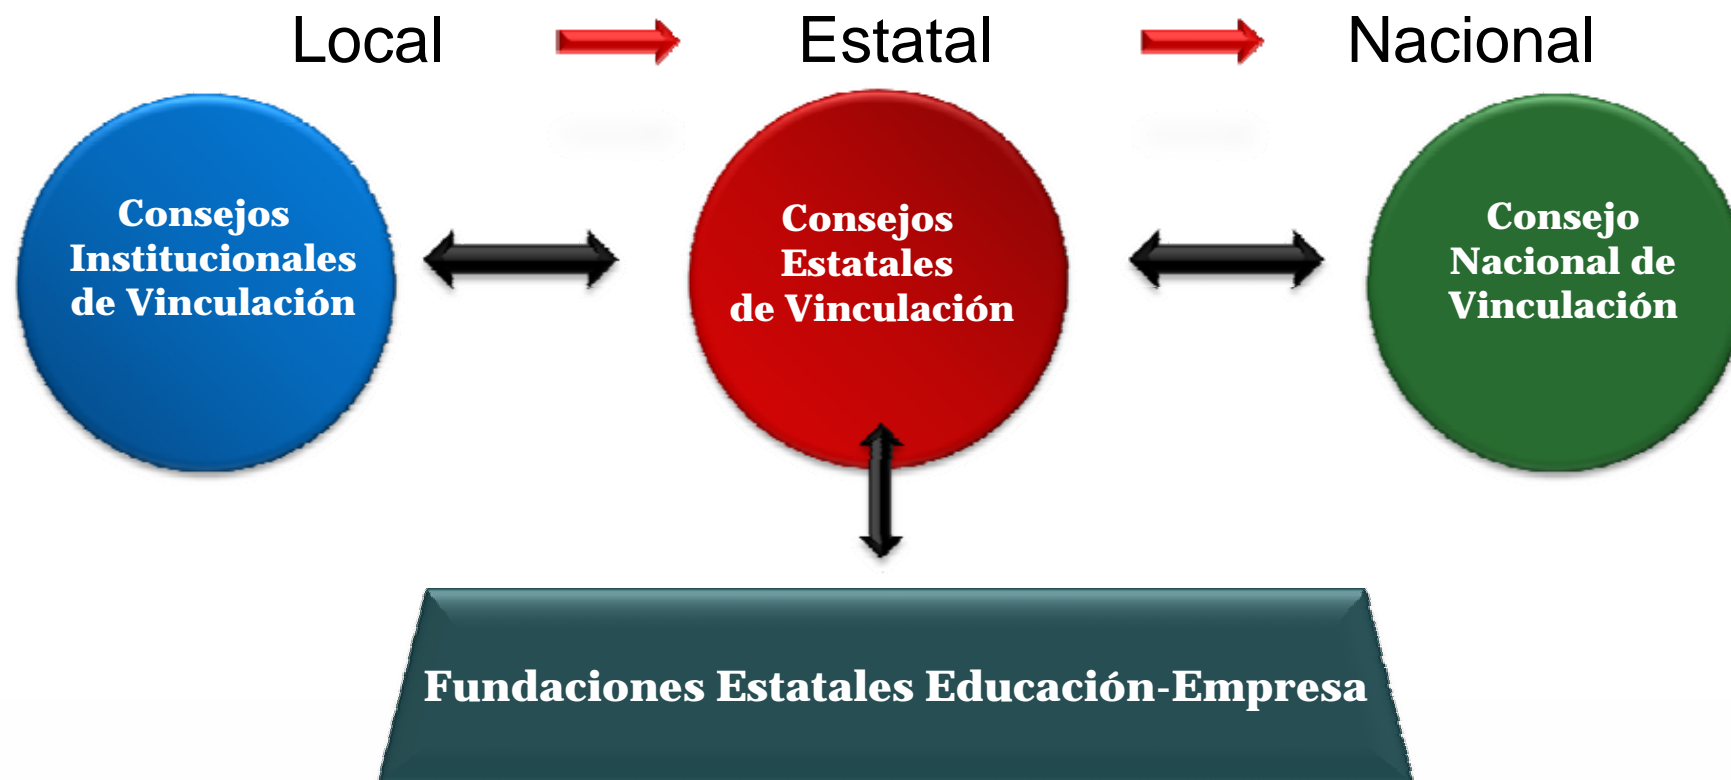 Local
Estatal
Nacional
Consejos
Institucionales
de Vinculación
Consejos
Estatales
de Vinculación
Consejo
Nacional de
Vinculación
Fundaciones Estatales Educación-Empresa